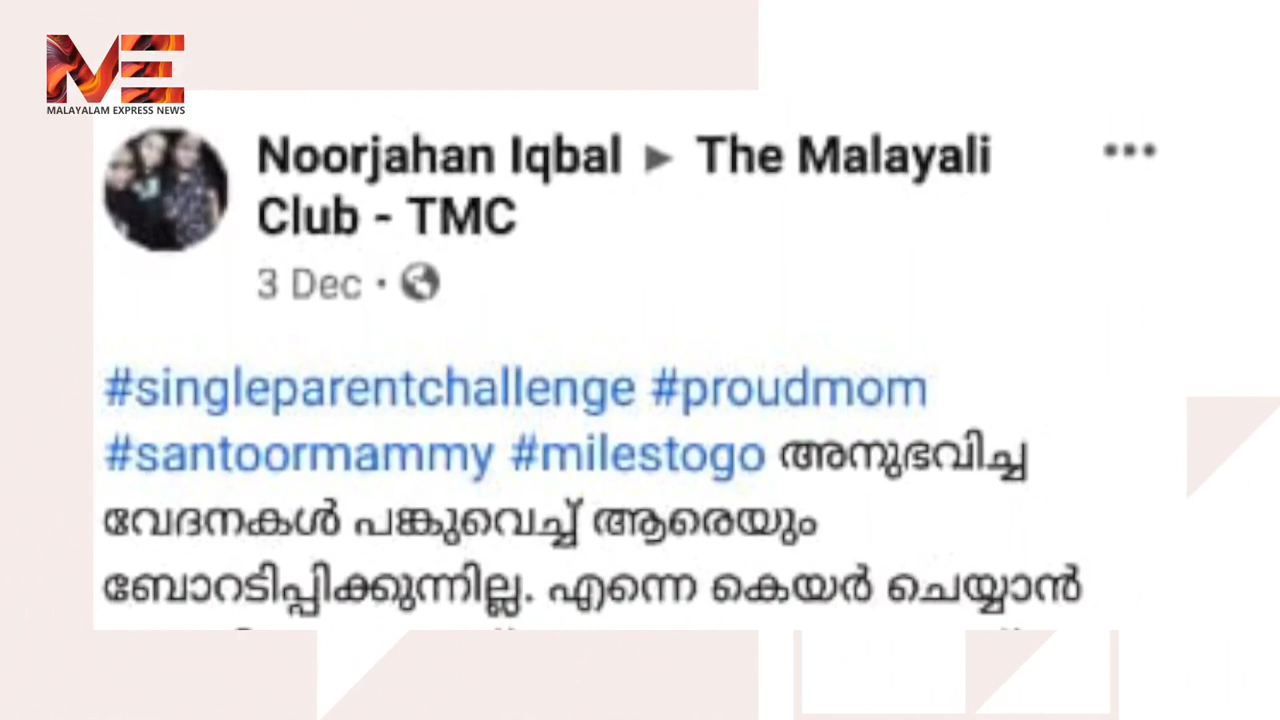 ME
MALAYALAM EXPRESS NEWS
Noorjahan Iqbal ▸ The Malayali
Club - TMC
3 Dec ·
#singleparentchallenge #proudmom
#santoormammy #milestogo അനുഭവിച്ച
വേദനകൾ പങ്കുവെച്ച് ആരെയും
ബോറടിപ്പിക്കുന്നില്ല. എന്നെ കെയർ ചെയ്യാൻ